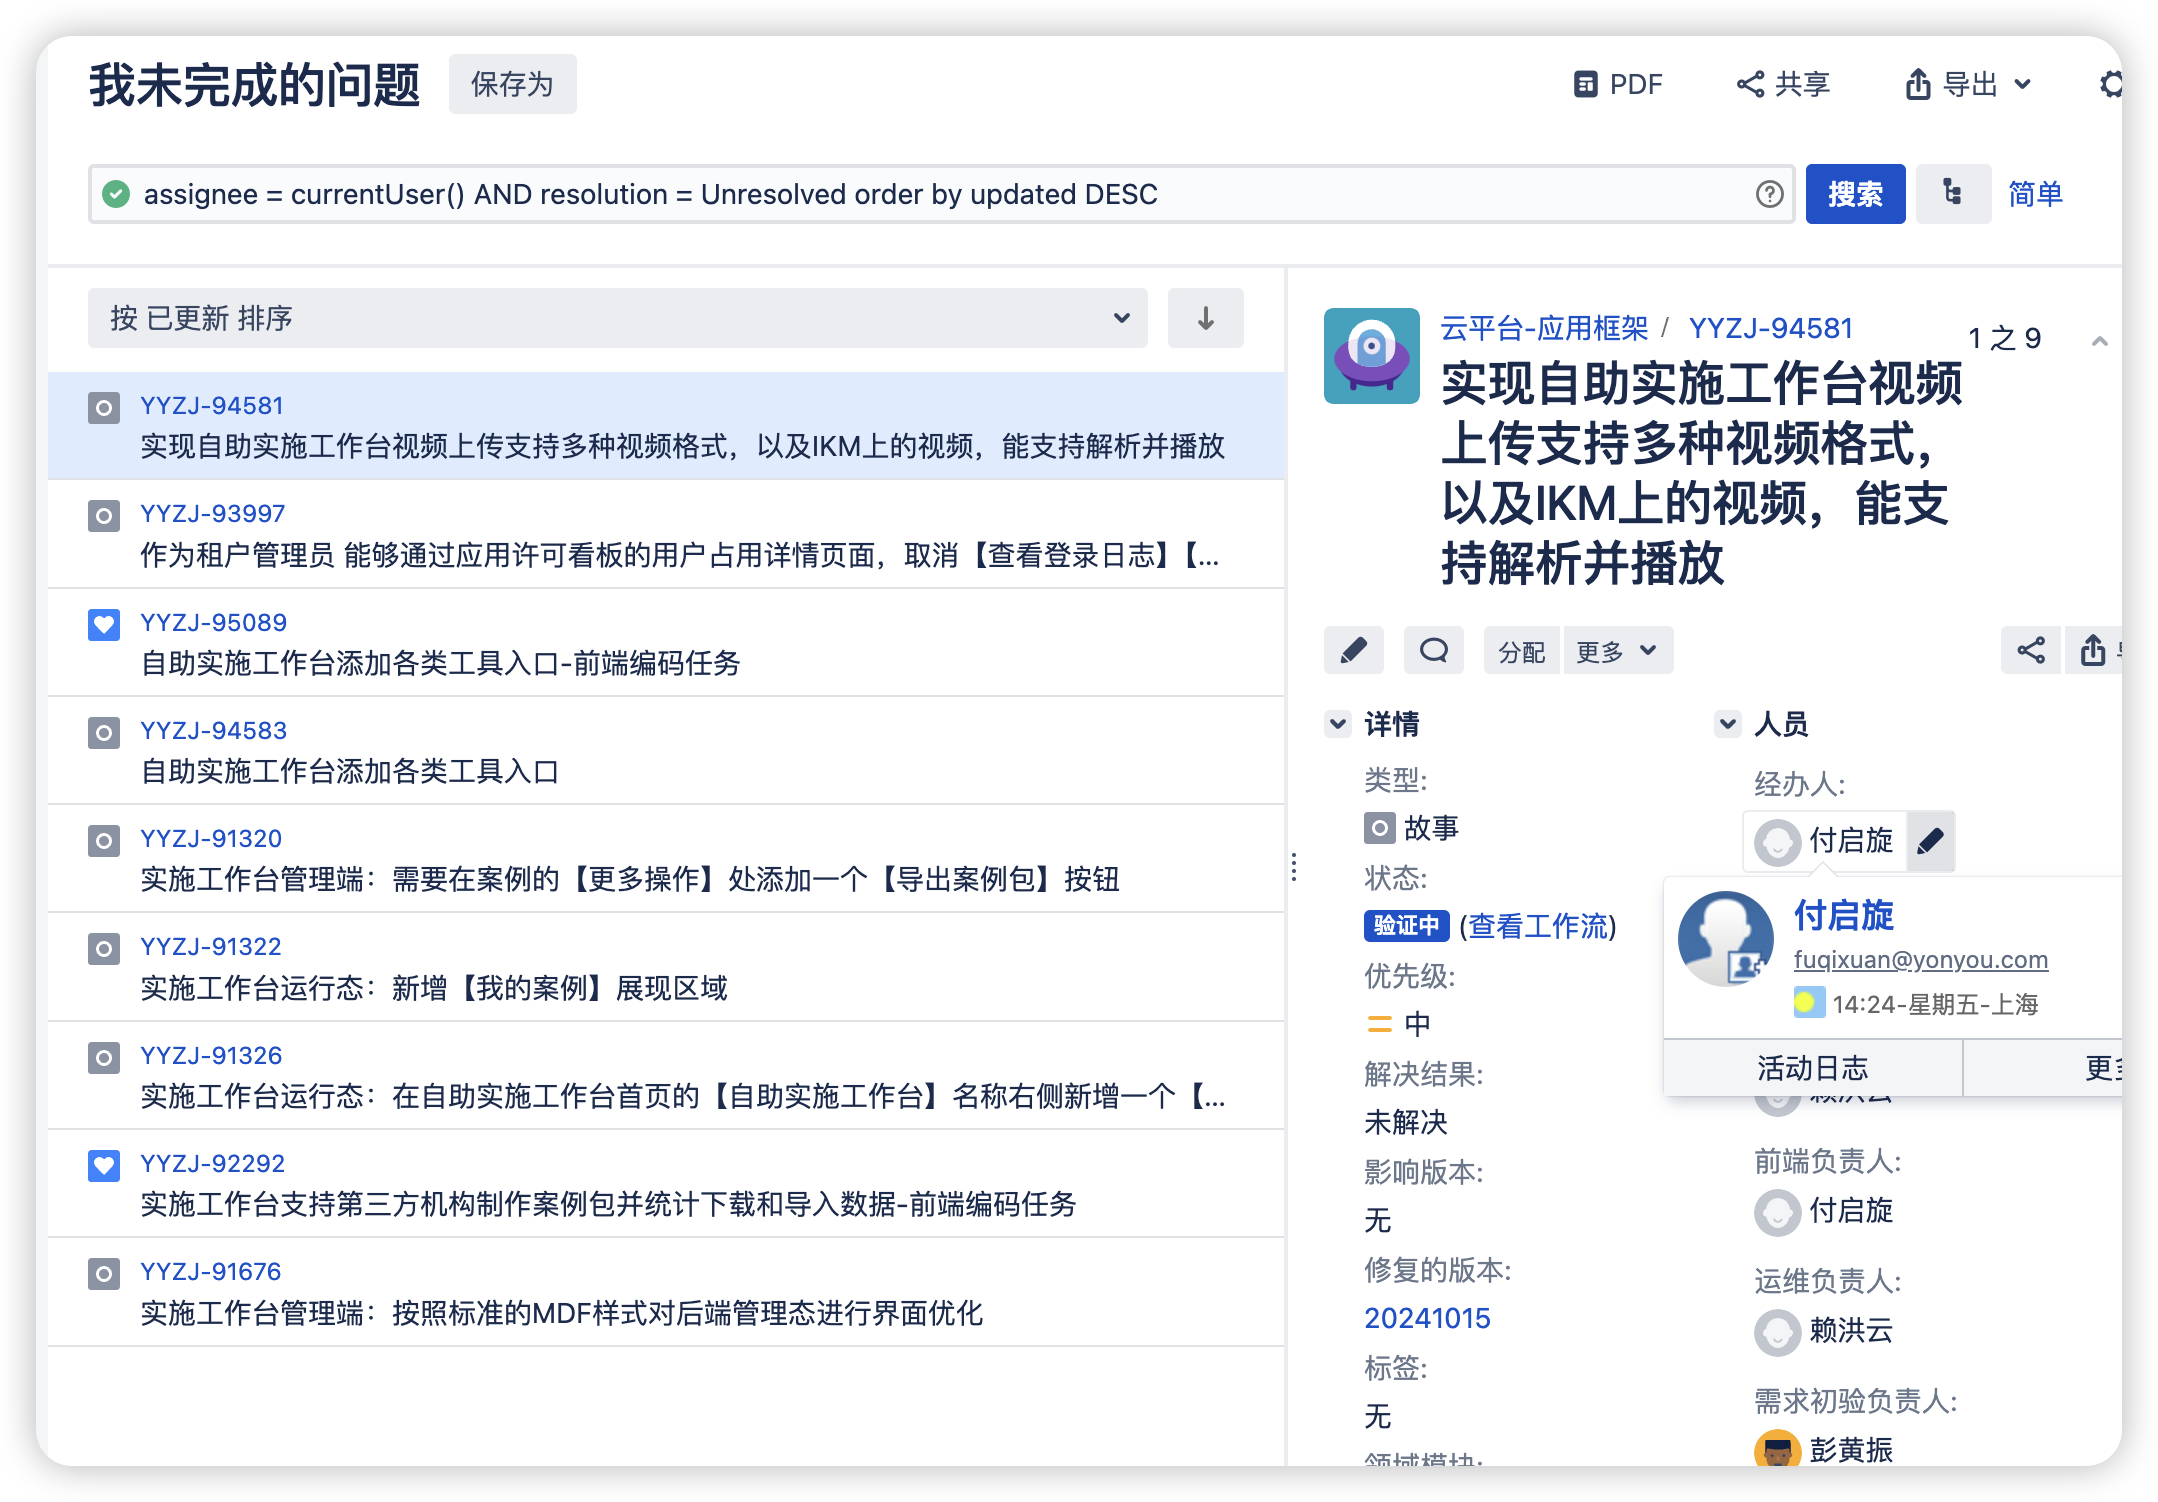 我未完成的问题 保存为 PDF 共享 导出
assignee = currentUser() AND resolution = Unresolved order by updated DESC 搜索 简单
按 已更新 排序
YYZJ-94581
实现自助实施工作台视频上传支持多种视频格式，以及IKM上的视频，能支持解析并播放
YYZJ-93997
作为租户管理员 能够通过应用许可看板的用户占用详情页面，取消【查看登录日志】【...
YYZJ-95089
自助实施工作台添加各类工具入口-前端编码任务
YYZJ-94583
自助实施工作台添加各类工具入口
YYZJ-91320
实施工作台管理端：需要在案例的【更多操作】处添加一个【导出案例包】按钮
YYZJ-91322
实施工作台运行态：新增【我的案例】展现区域
YYZJ-91326
实施工作台运行态：在自助实施工作台首页的【自助实施工作台】名称右侧新增一个【...
YYZJ-92292
实施工作台支持第三方机构制作案例包并统计下载和导入数据-前端编码任务
YYZJ-91676
实施工作台管理端：按照标准的MDF样式对后端管理态进行界面优化
云平台-应用框架 / YYZJ-94581
1 之 9
实现自助实施工作台视频
上传支持多种视频格式，
以及IKM上的视频，能支
持解析并播放
分配 更多
详情
类型:
故事
状态:
验证中 (查看工作流)
优先级:
中
解决结果:
未解决
影响版本:
无
修复的版本:
20241015
标签:
无
领域模块:
人员
经办人:
付启旋
付启旋
fuqixuan@yonyou.com
14:24-星期五-上海
活动日志 更多
赖洪云
前端负责人:
付启旋
运维负责人:
赖洪云
需求初验负责人:
彭黄振